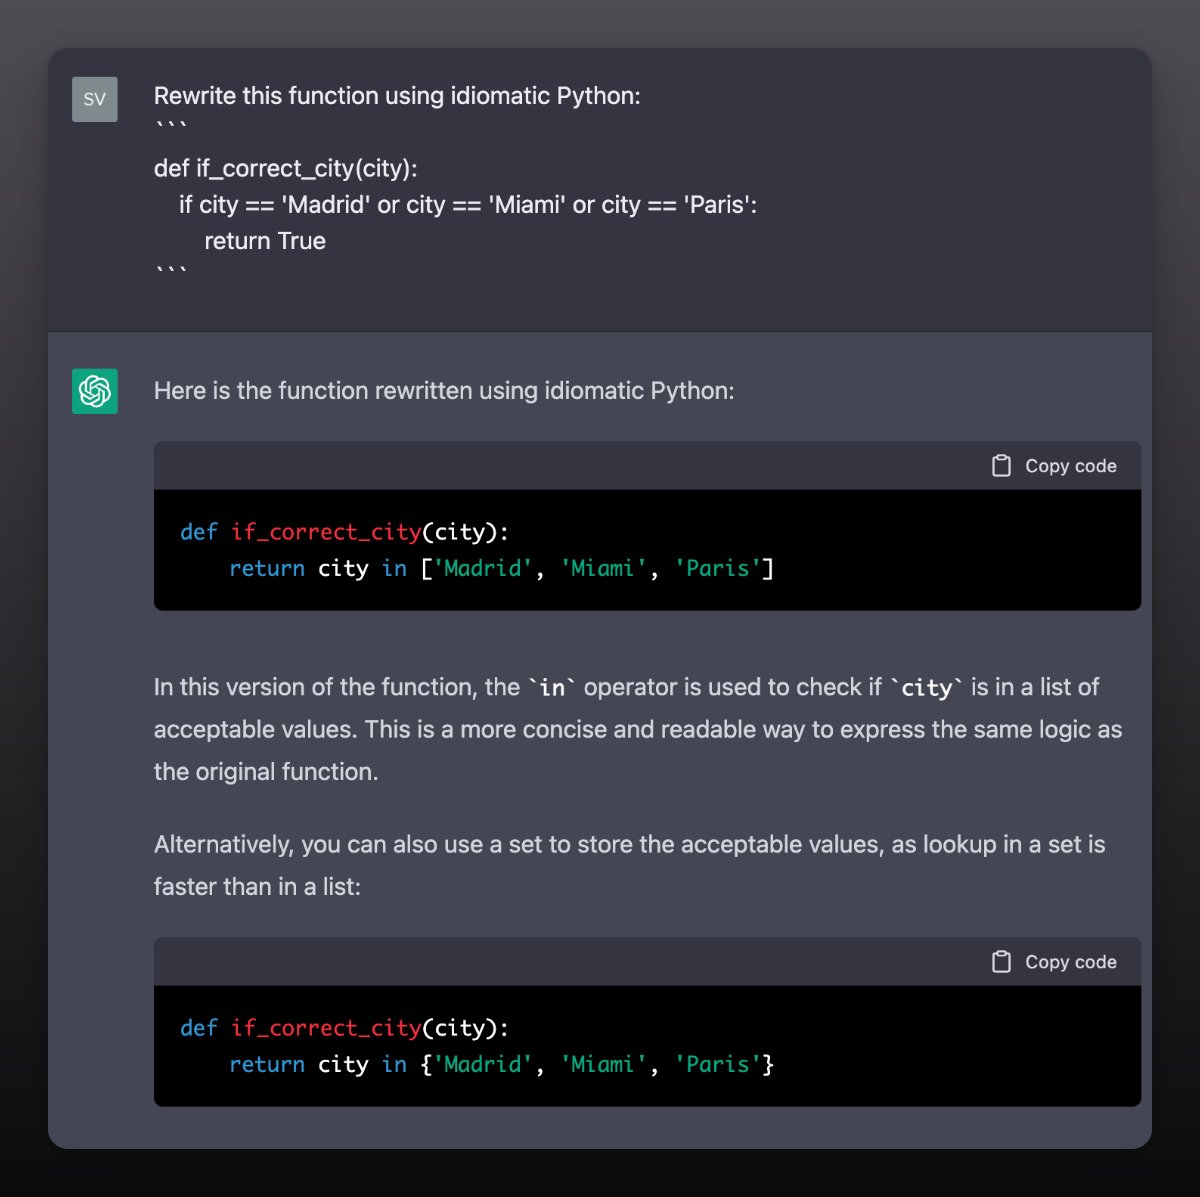 SV
Rewrite this function using idiomatic Python:
```
def if_correct_city(city):
    if city == 'Madrid' or city == 'Miami' or city == 'Paris':
        return True
```
Here is the function rewritten using idiomatic Python:
Copy code
def if_correct_city(city):
    return city in ['Madrid', 'Miami', 'Paris']
In this version of the function, the `in` operator is used to check if `city` is in a list of
acceptable values. This is a more concise and readable way to express the same logic as
the original function.
Alternatively, you can also use a set to store the acceptable values, as lookup in a set is
faster than in a list:
Copy code
def if_correct_city(city):
    return city in {'Madrid', 'Miami', 'Paris'}